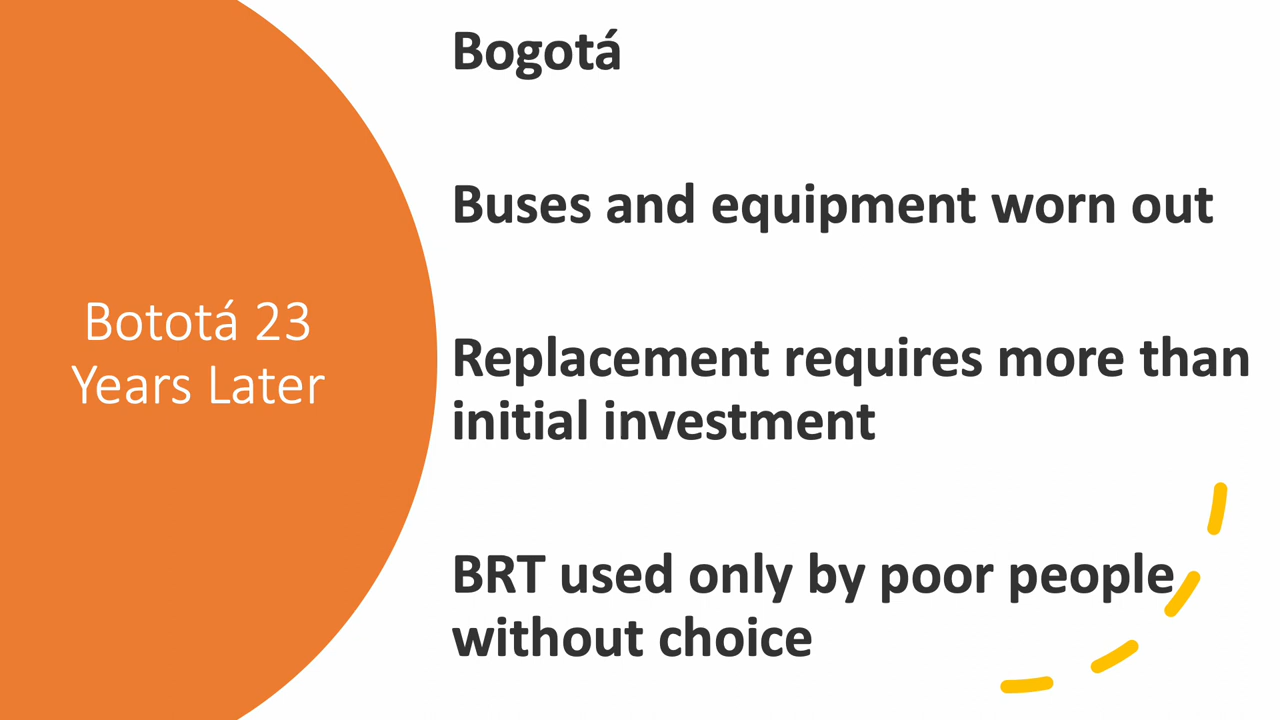 Bototá 23
Years Later
Bogotá
Buses and equipment worn out
Replacement requires more than
initial investment
BRT used only by poor people
without choice